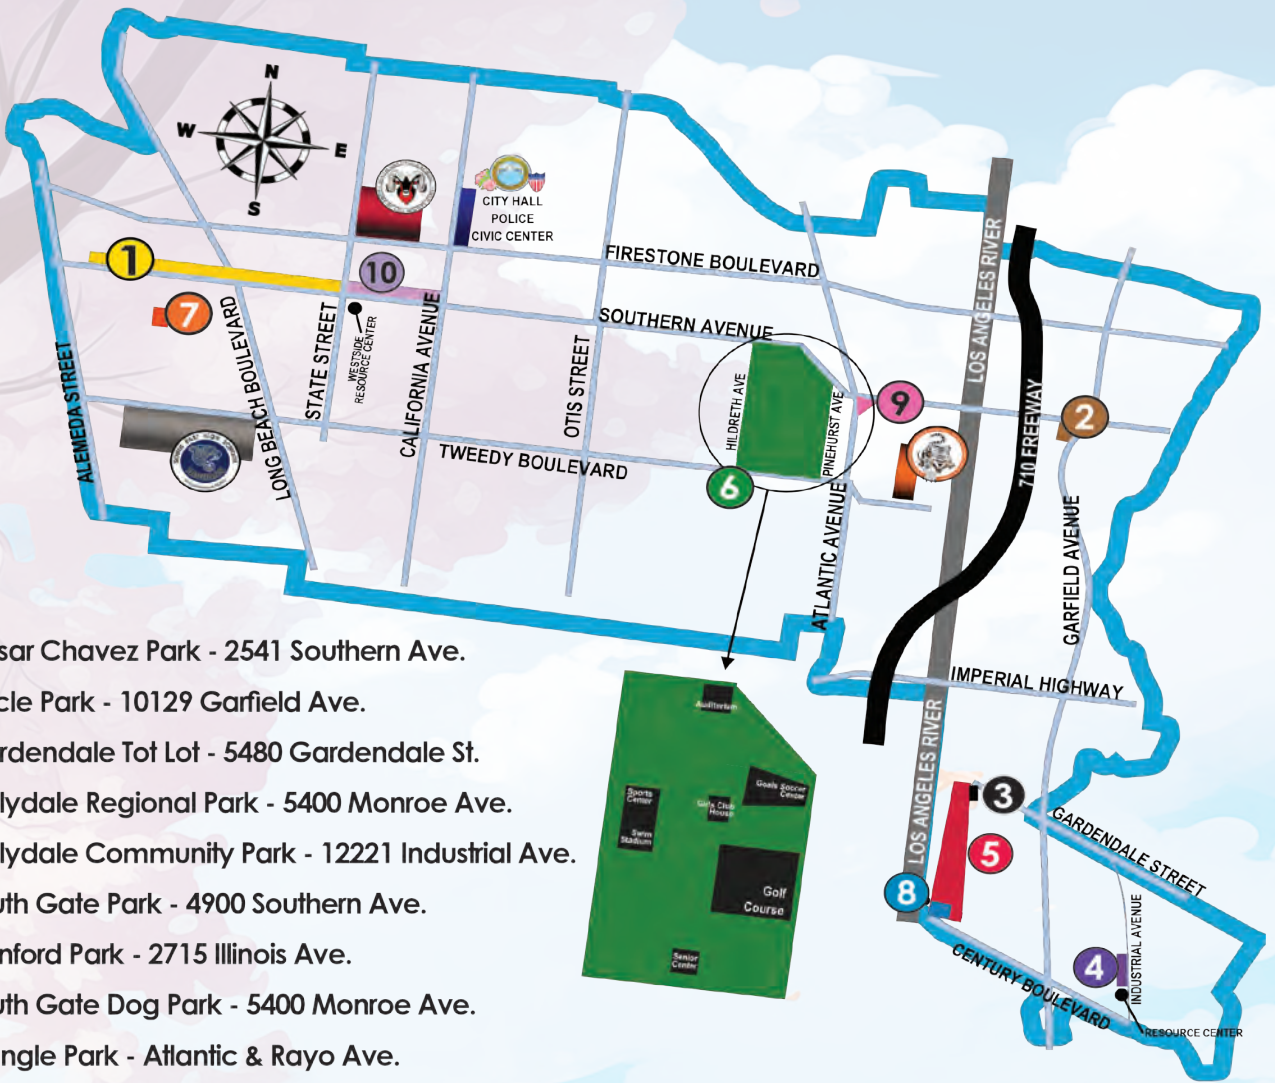 N
W
E
S
CITY HALL
POLICE
CIVIC CENTER
FIRESTONE BOULEVARD
1
10
7
SOUTHERN AVENUE
LONG BEACH BOULEVARD
STATE STREET
WESTSIDE
RESOURCE CENTER
CALIFORNIA AVENUE
OTIS STREET
ALEMEDA STREET
TWEEDY BOULEVARD
HILDRETH AVE
PINEHURST AVE
6
9
2
LOS ANGELES RIVER
710 FREEWAY
ATLANTIC AVENUE
GARFIELD AVENUE
IMPERIAL HIGHWAY
LOS ANGELES RIVER
3
5
8
4
GARDENDALE STREET
INDUSTRIAL AVENUE
CENTURY BOULEVARD
RESOURCE CENTER
Auditorium
Sports
Center
Swim
Stadium
Girls Club
House
Goals Soccer
Center
Golf
Course
Senior
Center
sar Chavez Park - 2541 Southern Ave.
cle Park - 10129 Garfield Ave.
rdendale Tot Lot - 5480 Gardendale St.
lydale Regional Park - 5400 Monroe Ave.
lydale Community Park - 12221 Industrial Ave.
uth Gate Park - 4900 Southern Ave.
nford Park - 2715 Illinois Ave.
uth Gate Dog Park - 5400 Monroe Ave.
ngle Park - Atlantic & Rayo Ave.